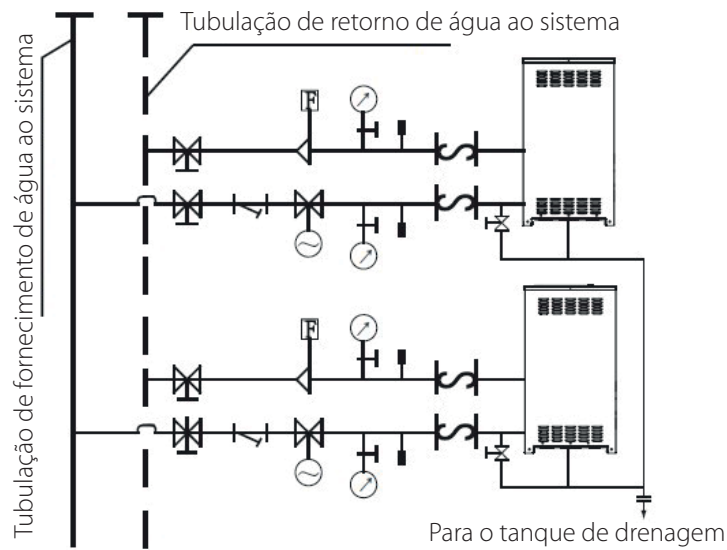 Tubulação de retorno de água ao sistema
Tubulação de fornecimento de água ao sistema
F
F
Para o tanque de drenagem